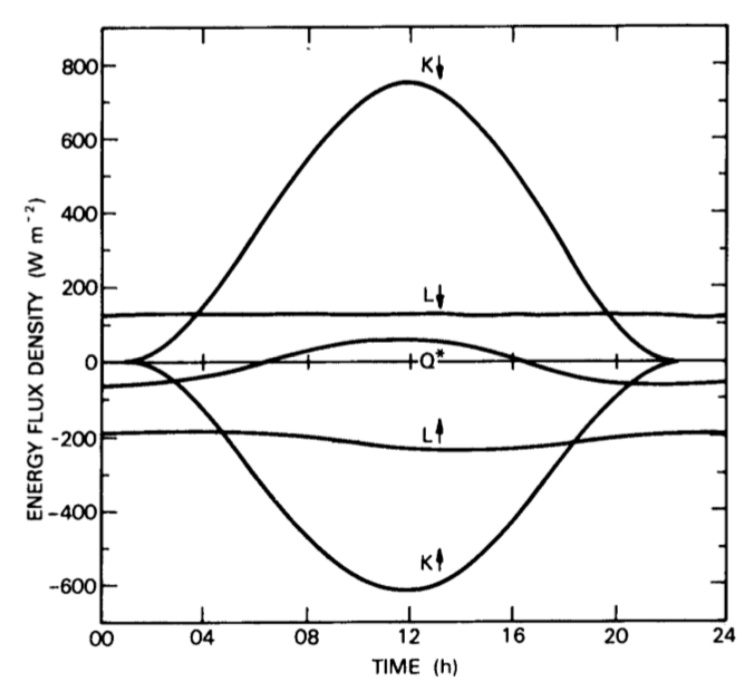 ENERGY FLUX DENSITY (W m⁻²)
800
600
400
200
0
-200
-400
-600
K↓
L↓
Q*
L↑
K↑
00 04 08 12 16 20 24
TIME (h)